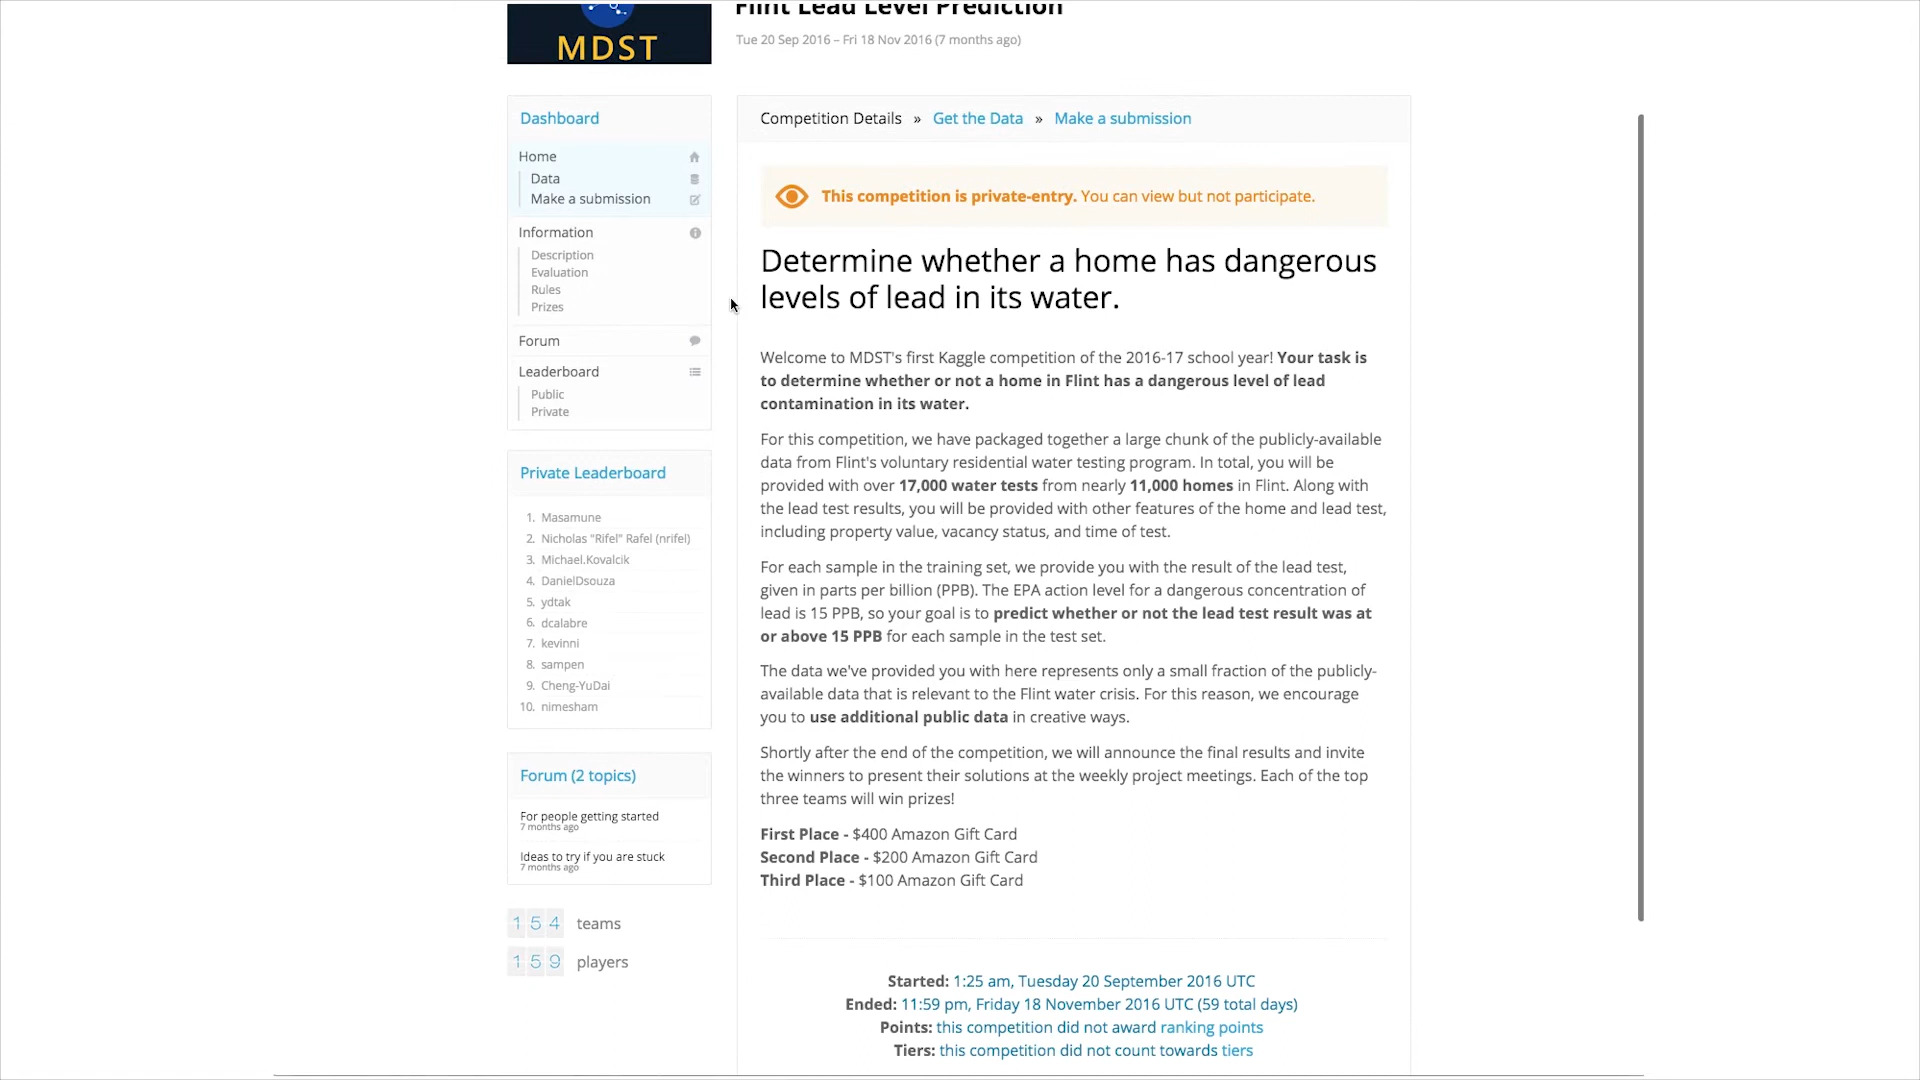 MDST
Flint Lead Level Prediction
Tue 20 Sep 2016 – Fri 18 Nov 2016 (7 months ago)
Dashboard
Home
Data
Make a submission
Information
Description
Evaluation
Rules
Prizes
Forum
Leaderboard
Public
Private
Private Leaderboard
1. Masamune
2. Nicholas "Rifel" Rafel (nrifel)
3. Michael.Kovalcik
4. DanielDsouza
5. ydtak
6. dcalabre
7. kevinni
8. sampen
9. Cheng-YuDai
10. nimesham
Forum (2 topics)
For people getting started
7 months ago
Ideas to try if you are stuck
7 months ago
154 teams
159 players
Competition Details » Get the Data » Make a submission
This competition is private-entry. You can view but not participate.
Determine whether a home has dangerous
levels of lead in its water.
Welcome to MDST's first Kaggle competition of the 2016-17 school year! Your task is
to determine whether or not a home in Flint has a dangerous level of lead
contamination in its water.
For this competition, we have packaged together a large chunk of the publicly-available
data from Flint's voluntary residential water testing program. In total, you will be
provided with over 17,000 water tests from nearly 11,000 homes in Flint. Along with
the lead test results, you will be provided with other features of the home and lead test,
including property value, vacancy status, and time of test.
For each sample in the training set, we provide you with the result of the lead test,
given in parts per billion (PPB). The EPA action level for a dangerous concentration of
lead is 15 PPB, so your goal is to predict whether or not the lead test result was at
or above 15 PPB for each sample in the test set.
The data we've provided you with here represents only a small fraction of the publicly-
available data that is relevant to the Flint water crisis. For this reason, we encourage
you to use additional public data in creative ways.
Shortly after the end of the competition, we will announce the final results and invite
the winners to present their solutions at the weekly project meetings. Each of the top
three teams will win prizes!
First Place - $400 Amazon Gift Card
Second Place - $200 Amazon Gift Card
Third Place - $100 Amazon Gift Card
Started: 1:25 am, Tuesday 20 September 2016 UTC
Ended: 11:59 pm, Friday 18 November 2016 UTC (59 total days)
Points: this competition did not award ranking points
Tiers: this competition did not count towards tiers